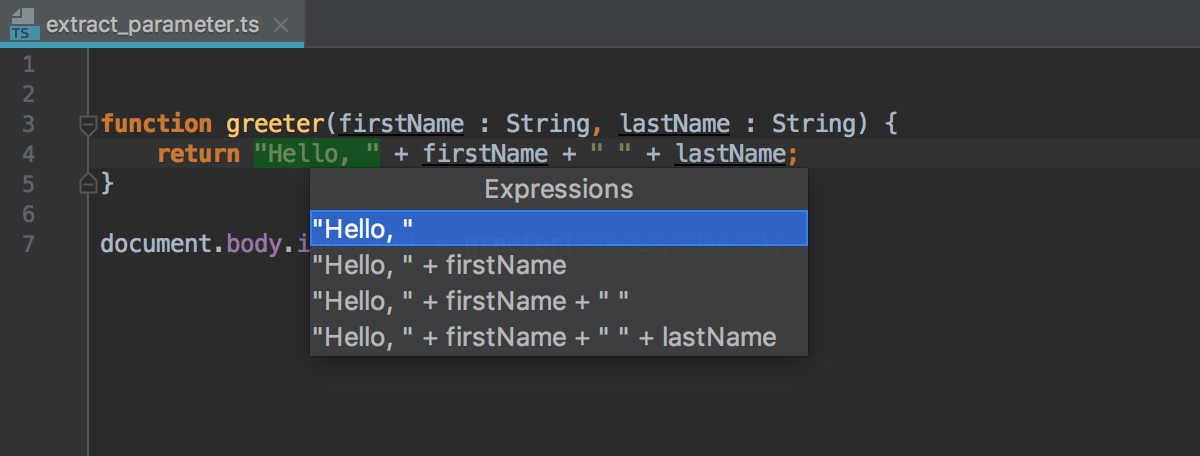 TS extract_parameter.ts
1
2
3 function greeter(firstName : String, lastName : String) {
4 return "Hello, " + firstName + " " + lastName;
5 }
6
7 document.body.i
Expressions
"Hello, "
"Hello, " + firstName
"Hello, " + firstName + " "
"Hello, " + firstName + " " + lastName